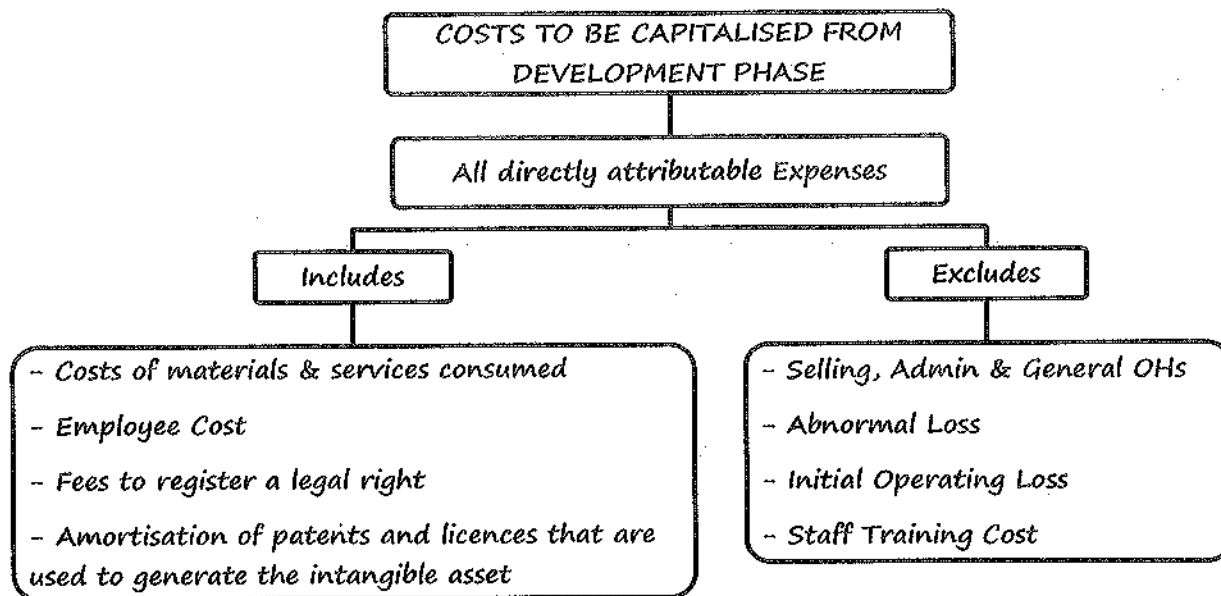 COSTS TO BE CAPITALISED FROM
DEVELOPMENT PHASE
All directly attributable Expenses
Includes
Excludes
- Costs of materials & services consumed
- Employee Cost
- Fees to register a legal right
- Amortisation of patents and licences that are
used to generate the intangible asset
- Selling, Admin & General OHs
- Abnormal Loss
- Initial Operating Loss
- Staff Training Cost